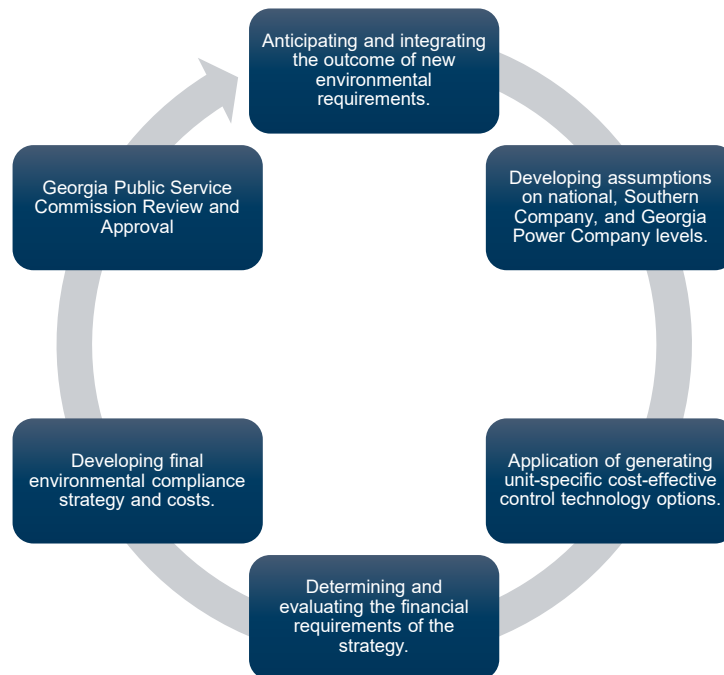 Anticipating and integrating
the outcome of new
environmental
requirements.
Developing assumptions
on national, Southern
Company, and Georgia
Power Company levels.
Application of generating
unit-specific cost-effective
control technology options.
Determining and
evaluating the financial
requirements of the
strategy.
Developing final
environmental compliance
strategy and costs.
Georgia Public Service
Commission Review and
Approval